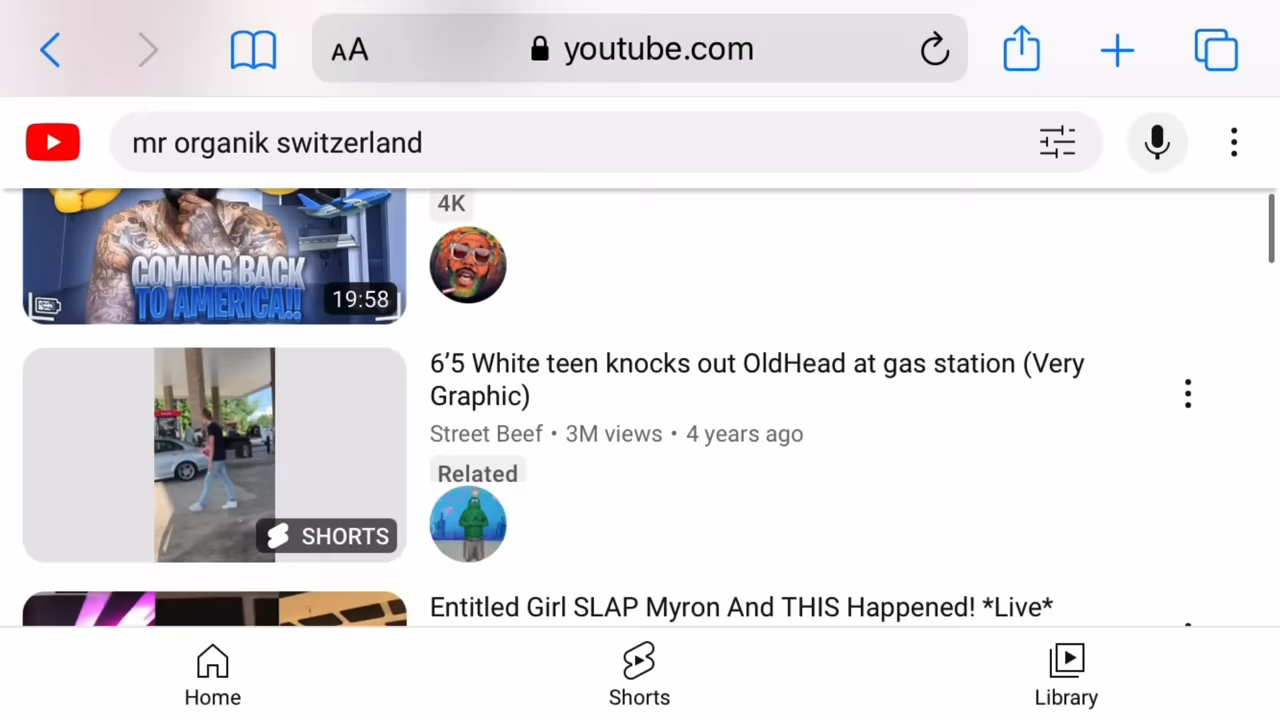 AA
youtube.com
mr organik switzerland
4K
COMING BACK
TO AMERICA!!
19:58
6’5 White teen knocks out OldHead at gas station (Very
Graphic)
Street Beef • 3M views • 4 years ago
Related
SHORTS
Entitled Girl SLAP Myron And THIS Happened! *Live*
Home
Shorts
Library